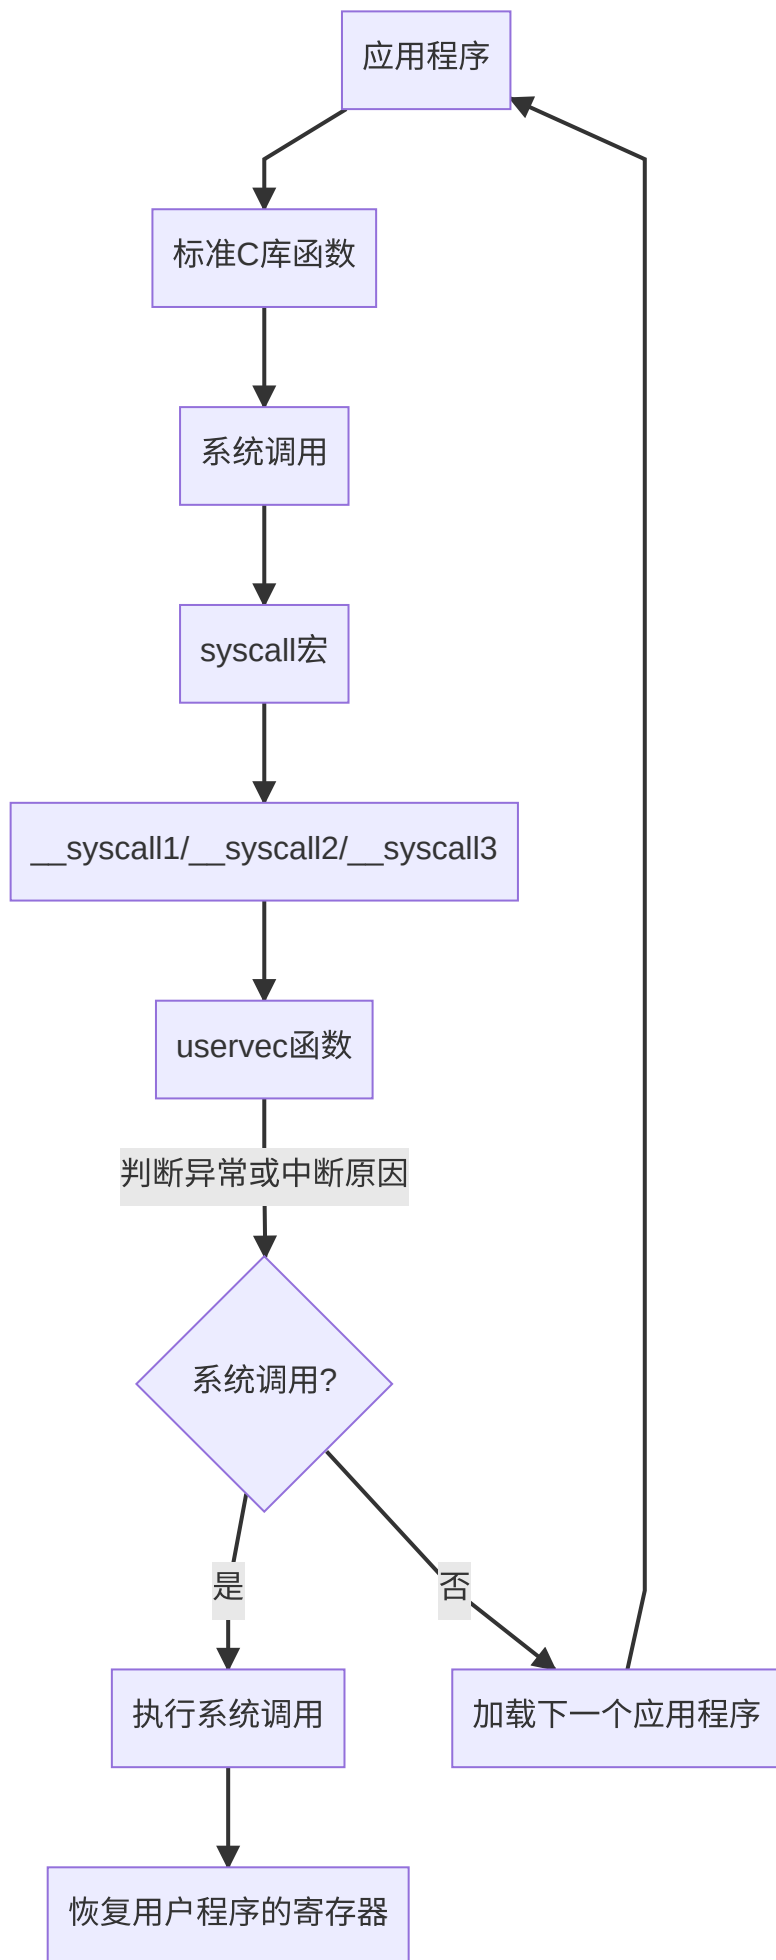 应用程序
标准C库函数
系统调用
syscall宏
__syscall1/__syscall2/__syscall3
uservec函数
判断异常或中断原因
系统调用?
是
否
执行系统调用
加载下一个应用程序
恢复用户程序的寄存器